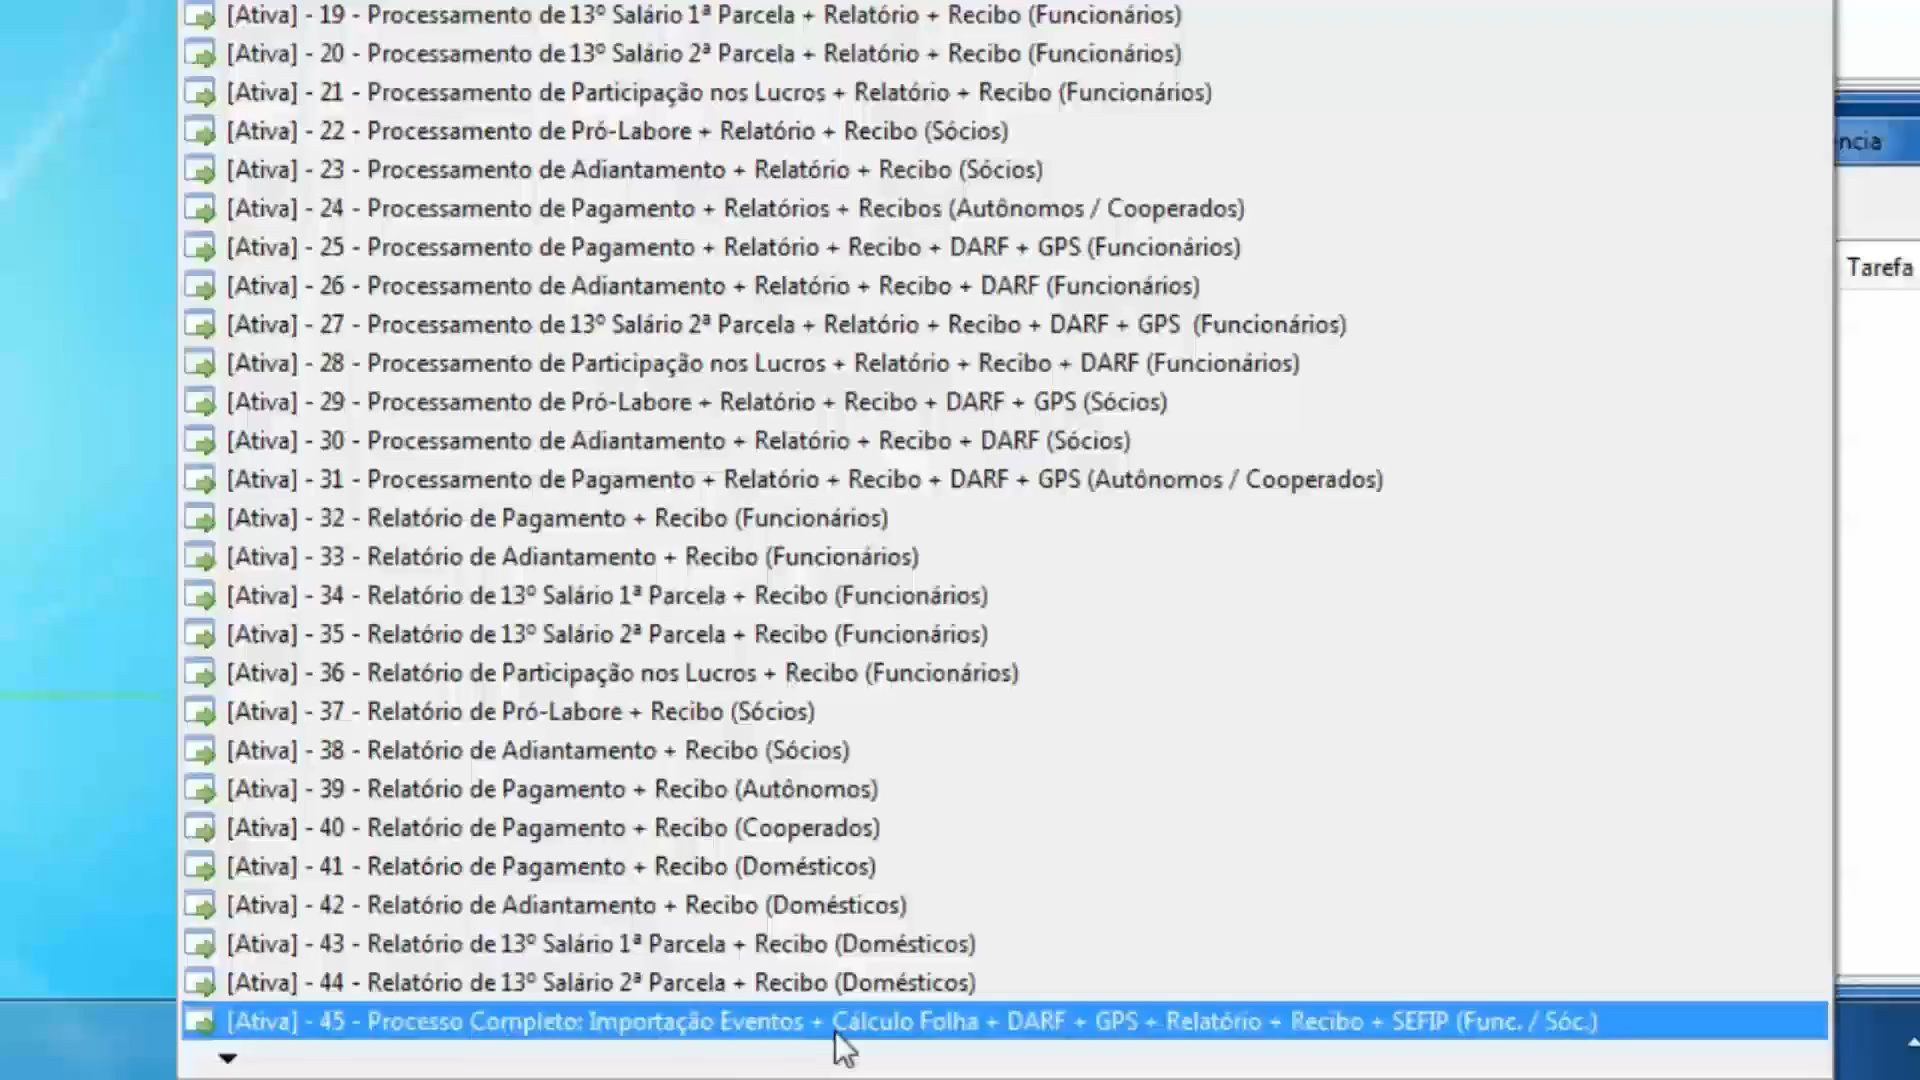 [Ativa] - 19 - Processamento de 13º Salário 1ª Parcela + Relatório + Recibo (Funcionários)
[Ativa] - 20 - Processamento de 13º Salário 2ª Parcela + Relatório + Recibo (Funcionários)
[Ativa] - 21 - Processamento de Participação nos Lucros + Relatório + Recibo (Funcionários)
[Ativa] - 22 - Processamento de Pró-Labore + Relatório + Recibo (Sócios)
ncia
[Ativa] - 23 - Processamento de Adiantamento + Relatório + Recibo (Sócios)
[Ativa] - 24 - Processamento de Pagamento + Relatórios + Recibos (Autônomos / Cooperados)
[Ativa] - 25 - Processamento de Pagamento + Relatório + Recibo + DARF + GPS (Funcionários)
Tarefa
[Ativa] - 26 - Processamento de Adiantamento + Relatório + Recibo + DARF (Funcionários)
[Ativa] - 27 - Processamento de 13º Salário 2ª Parcela + Relatório + Recibo + DARF + GPS  (Funcionários)
[Ativa] - 28 - Processamento de Participação nos Lucros + Relatório + Recibo + DARF (Funcionários)
[Ativa] - 29 - Processamento de Pró-Labore + Relatório + Recibo + DARF + GPS (Sócios)
[Ativa] - 30 - Processamento de Adiantamento + Relatório + Recibo + DARF (Sócios)
[Ativa] - 31 - Processamento de Pagamento + Relatório + Recibo + DARF + GPS (Autônomos / Cooperados)
[Ativa] - 32 - Relatório de Pagamento + Recibo (Funcionários)
[Ativa] - 33 - Relatório de Adiantamento + Recibo (Funcionários)
[Ativa] - 34 - Relatório de 13º Salário 1ª Parcela + Recibo (Funcionários)
[Ativa] - 35 - Relatório de 13º Salário 2ª Parcela + Recibo (Funcionários)
[Ativa] - 36 - Relatório de Participação nos Lucros + Recibo (Funcionários)
[Ativa] - 37 - Relatório de Pró-Labore + Recibo (Sócios)
[Ativa] - 38 - Relatório de Adiantamento + Recibo (Sócios)
[Ativa] - 39 - Relatório de Pagamento + Recibo (Autônomos)
[Ativa] - 40 - Relatório de Pagamento + Recibo (Cooperados)
[Ativa] - 41 - Relatório de Pagamento + Recibo (Domésticos)
[Ativa] - 42 - Relatório de Adiantamento + Recibo (Domésticos)
[Ativa] - 43 - Relatório de 13º Salário 1ª Parcela + Recibo (Domésticos)
[Ativa] - 44 - Relatório de 13º Salário 2ª Parcela + Recibo (Domésticos)
[Ativa] - 45 - Processo Completo: Importação Eventos + Cálculo Folha + DARF + GPS + Relatório + Recibo + SEFIP (Func. / Sóc.)